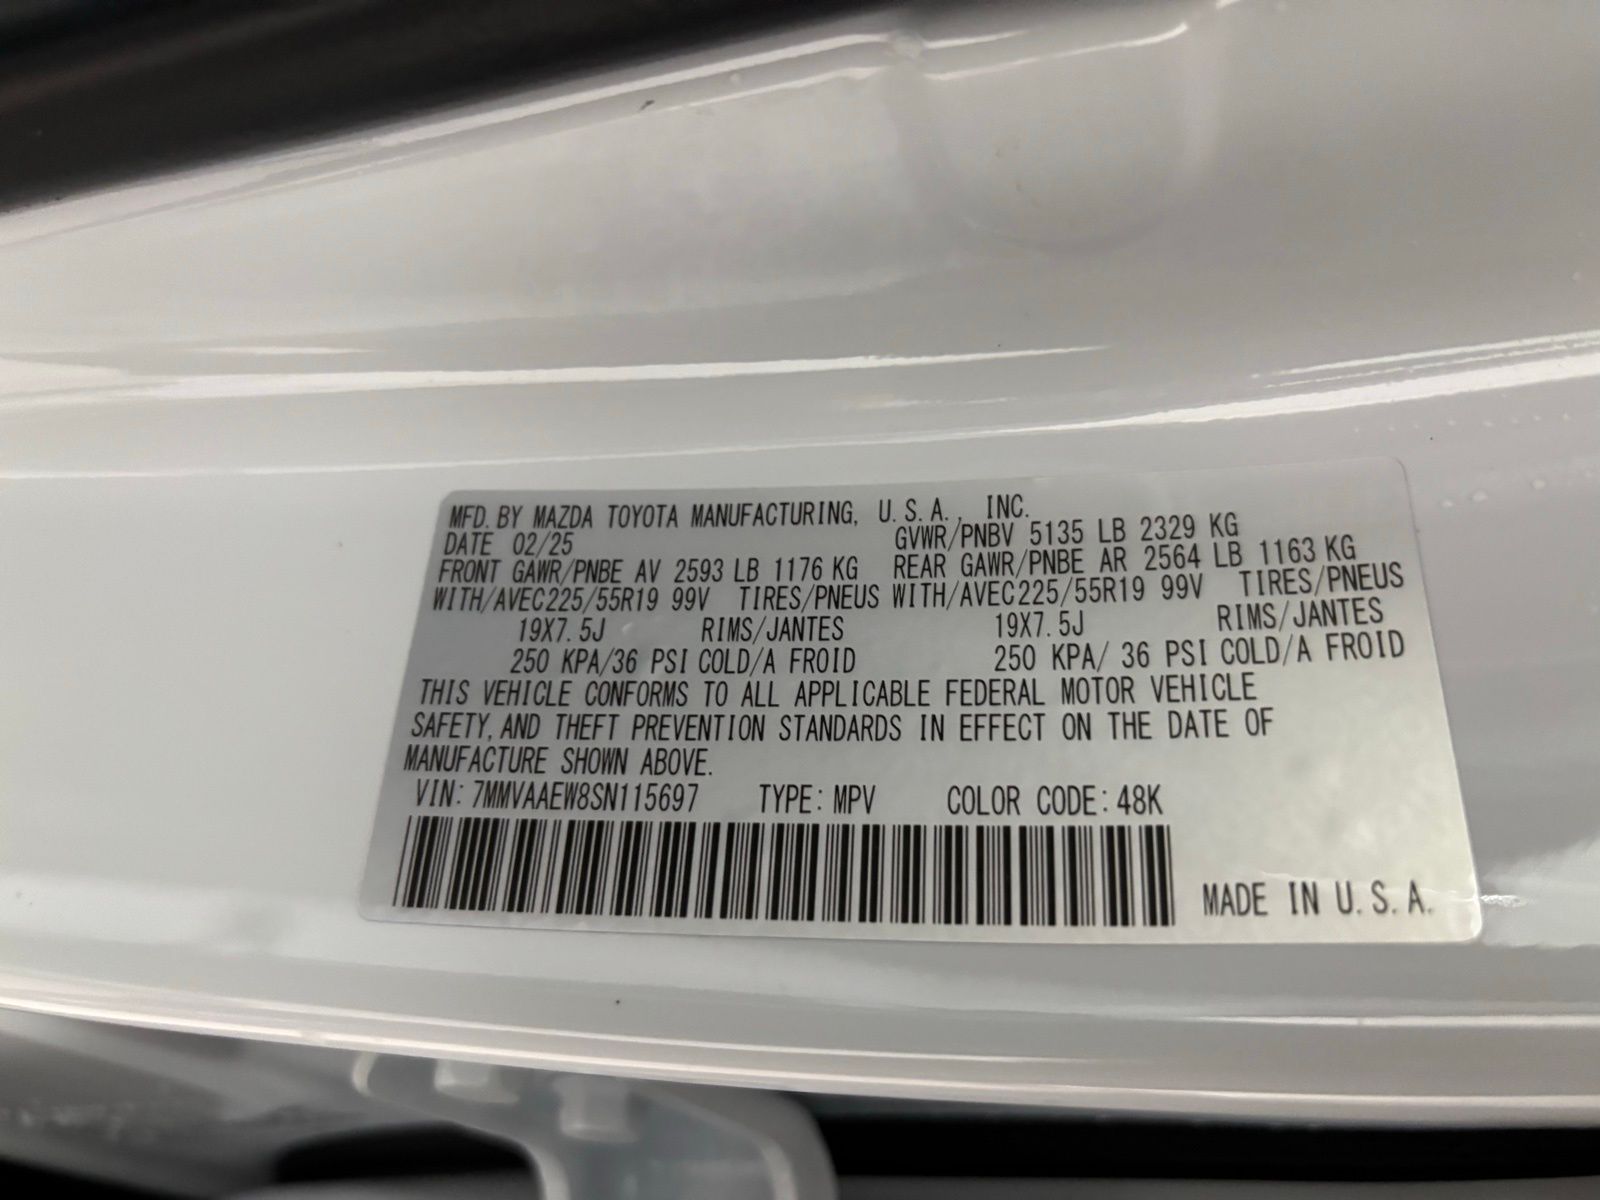 MFD. BY MAZDA TOYOTA MANUFACTURING, U.S.A., INC.
DATE 02/25 GVWR/PNBV 5135 LB 2329 KG
FRONT GAWR/PNBE AV 2593 LB 1176 KG REAR GAWR/PNBE AR 2564 LB 1163 KG
WITH/AVEC225/55R19 99V TIRES/PNEUS WITH/AVEC225/55R19 99V TIRES/PNEUS
19X7.5J RIMS/JANTES 19X7.5J RIMS/JANTES
250 KPA/36 PSI COLD/A FROID 250 KPA/ 36 PSI COLD/A FROID
THIS VEHICLE CONFORMS TO ALL APPLICABLE FEDERAL MOTOR VEHICLE
SAFETY, AND THEFT PREVENTION STANDARDS IN EFFECT ON THE DATE OF
MANUFACTURE SHOWN ABOVE.
VIN: 7MMVAAEW8SN115697 TYPE: MPV COLOR CODE: 48K
MADE IN U.S.A.